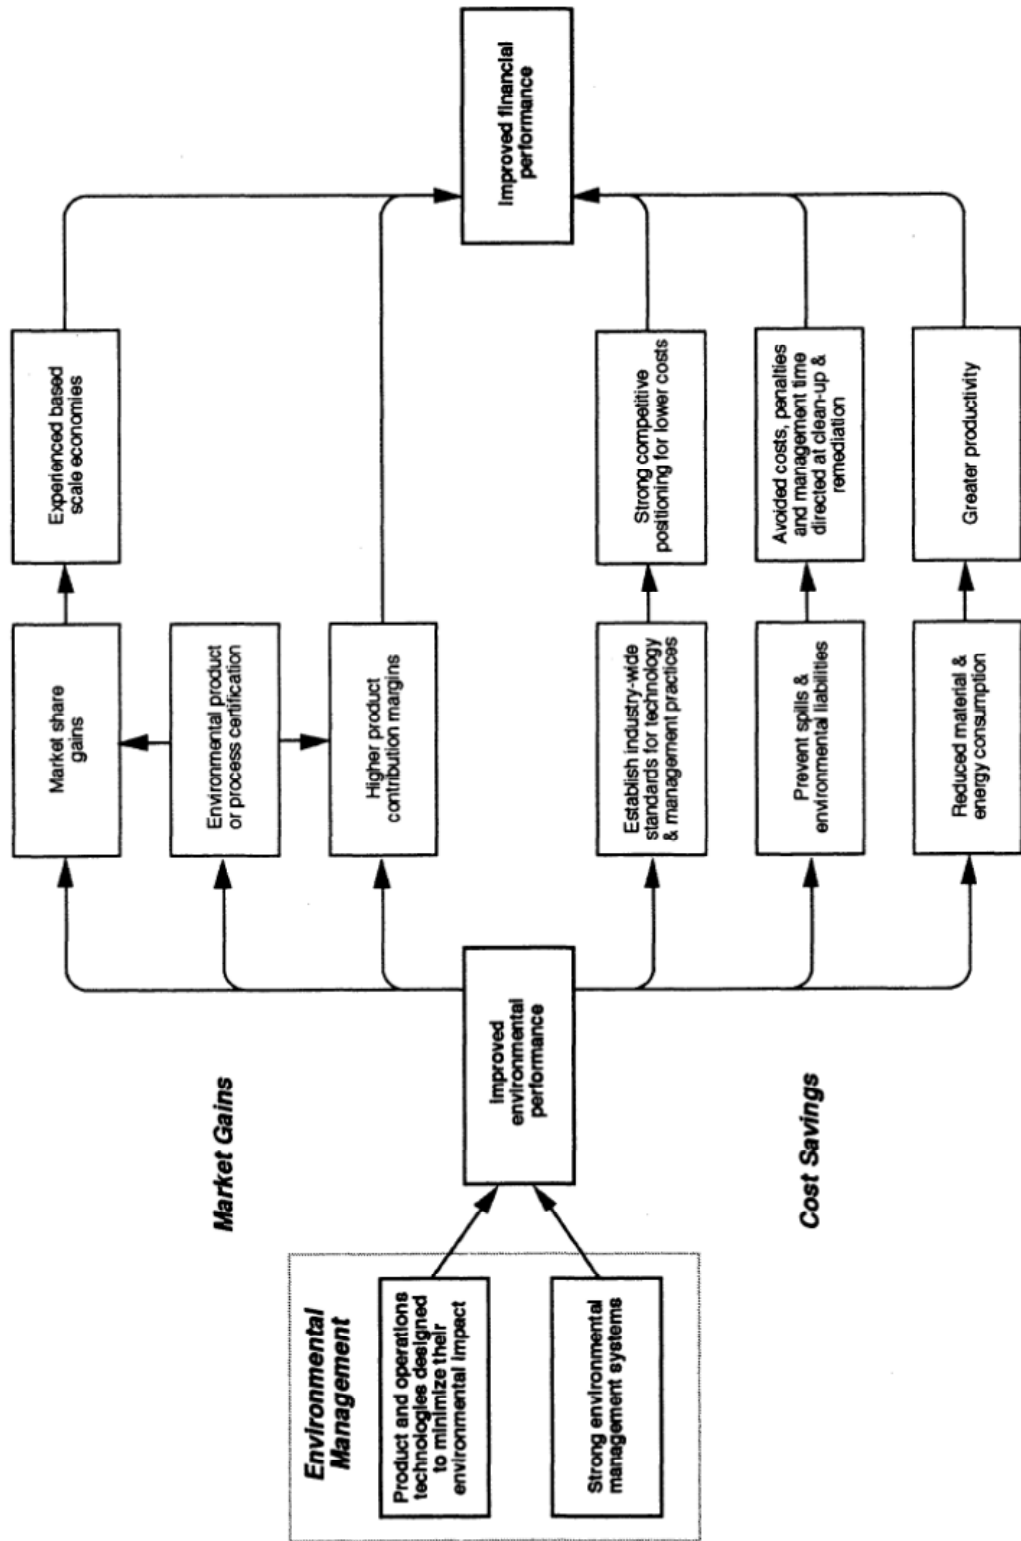 Environmental
Management
Product and operations
technologies designed
to minimize their
environmental impact
Strong environmental
management systems
Improved
environmental
performance
Market Gains
Market share
gains
Experienced based
scale economies
Environmental product
or process certification
Higher product
contribution margins
Cost Savings
Establish industry-wide
standards for technology
& management practices
Strong competitive
positioning for lower costs
Prevent spills &
environmental liabilities
Avoided costs, penalties
and management time
directed at clean-up &
remediation
Reduced material &
energy consumption
Greater productivity
Improved financial
performance